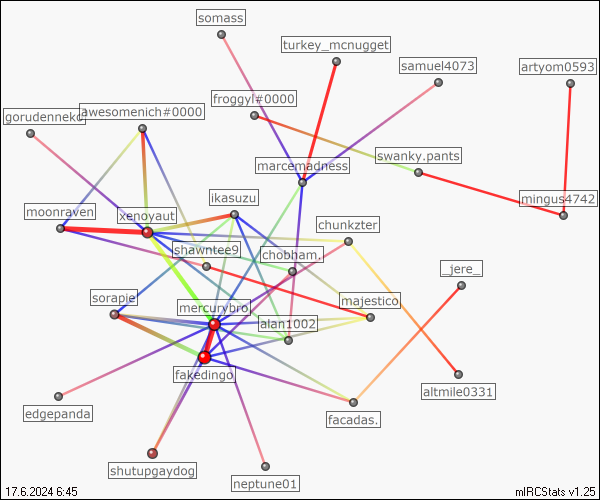 somass
turkey_mcnugget
samuel4073
artyom0593
froggyl#0000
gorudenneko
awesomenich#0000
swanky.pants
marcemadness
ikasuzu
mingus4742
moonraven
xenoyaut
chunkzter
shawntee9
chobham.
_jere_
sorapie
mercurybro.
majestico.
alan1002
fakedingo
altmile0331
edgepanda
facadas.
shutupgaydog
neptune01
17.6.2024 6:45
mIRCStats v1.25